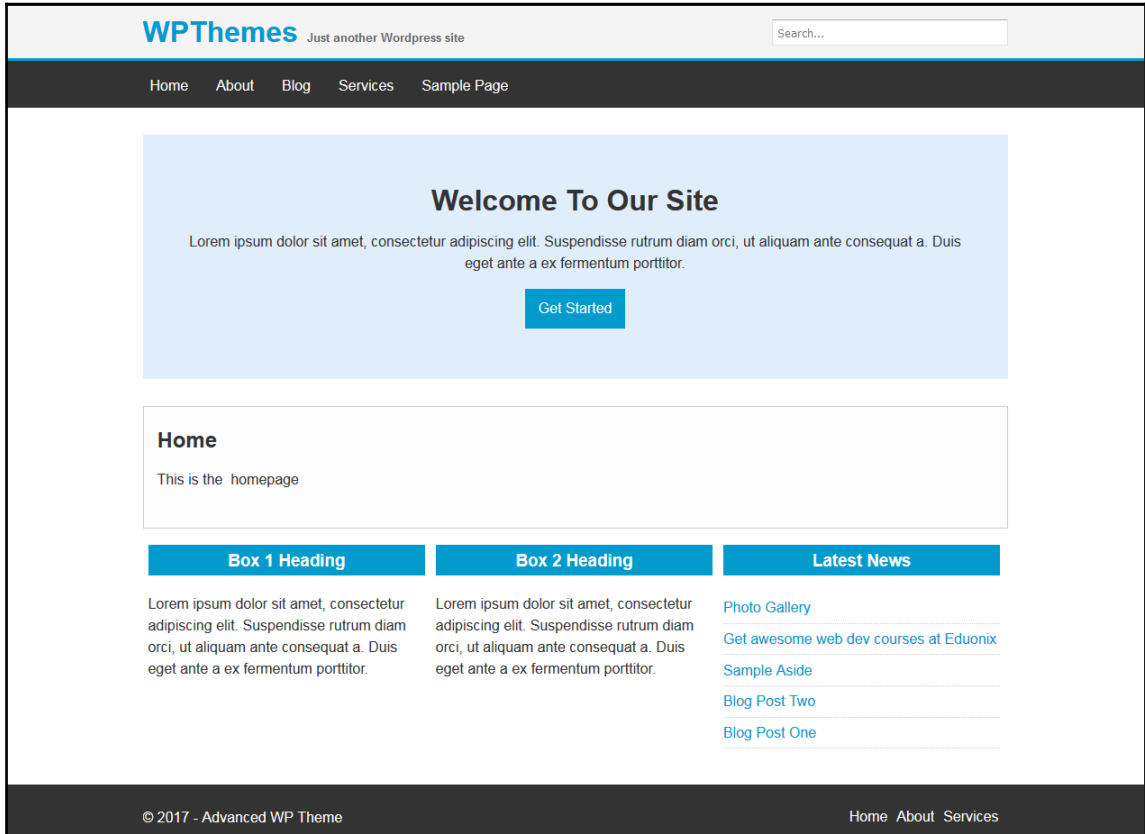 WPThemes Just another Wordpress site
Search...
Home About Blog Services Sample Page
Welcome To Our Site
Lorem ipsum dolor sit amet, consectetur adipiscing elit. Suspendisse rutrum diam orci, ut aliquam ante consequat a. Duis
eget ante a ex fermentum porttitor.
Get Started
Home
This is the  homepage
Box 1 Heading
Lorem ipsum dolor sit amet, consectetur
adipiscing elit. Suspendisse rutrum diam
orci, ut aliquam ante consequat a. Duis
eget ante a ex fermentum porttitor.
Box 2 Heading
Lorem ipsum dolor sit amet, consectetur
adipiscing elit. Suspendisse rutrum diam
orci, ut aliquam ante consequat a. Duis
eget ante a ex fermentum porttitor.
Latest News
Photo Gallery
Get awesome web dev courses at Eduonix
Sample Aside
Blog Post Two
Blog Post One
© 2017 - Advanced WP Theme
Home About Services